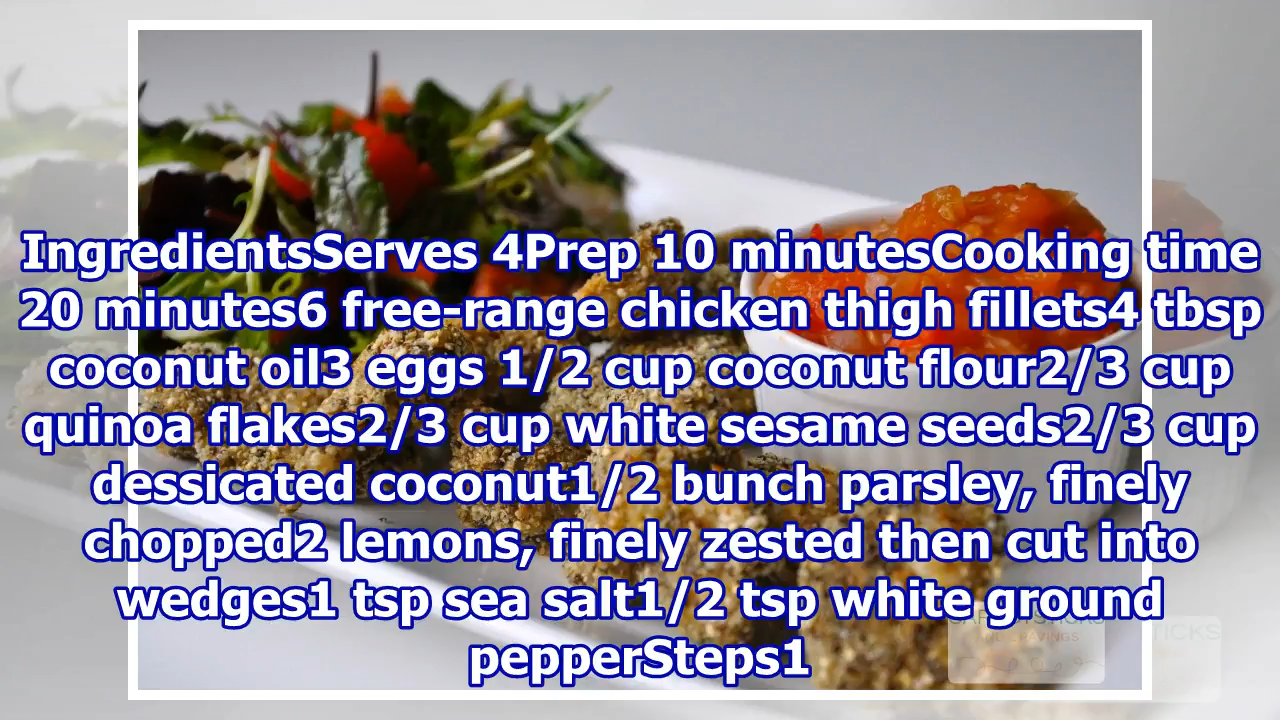 IngredientsServes 4Prep 10 minutesCooking time
20 minutes6 free-range chicken thigh fillets4 tbsp
coconut oil3 eggs 1/2 cup coconut flour2/3 cup
quinoa flakes2/3 cup white sesame seeds2/3 cup
dessicated coconut1/2 bunch parsley, finely
chopped2 lemons, finely zested then cut into
wedges1 tsp sea salt1/2 tsp white ground
pepperSteps1
CRAVINGS
TICKS